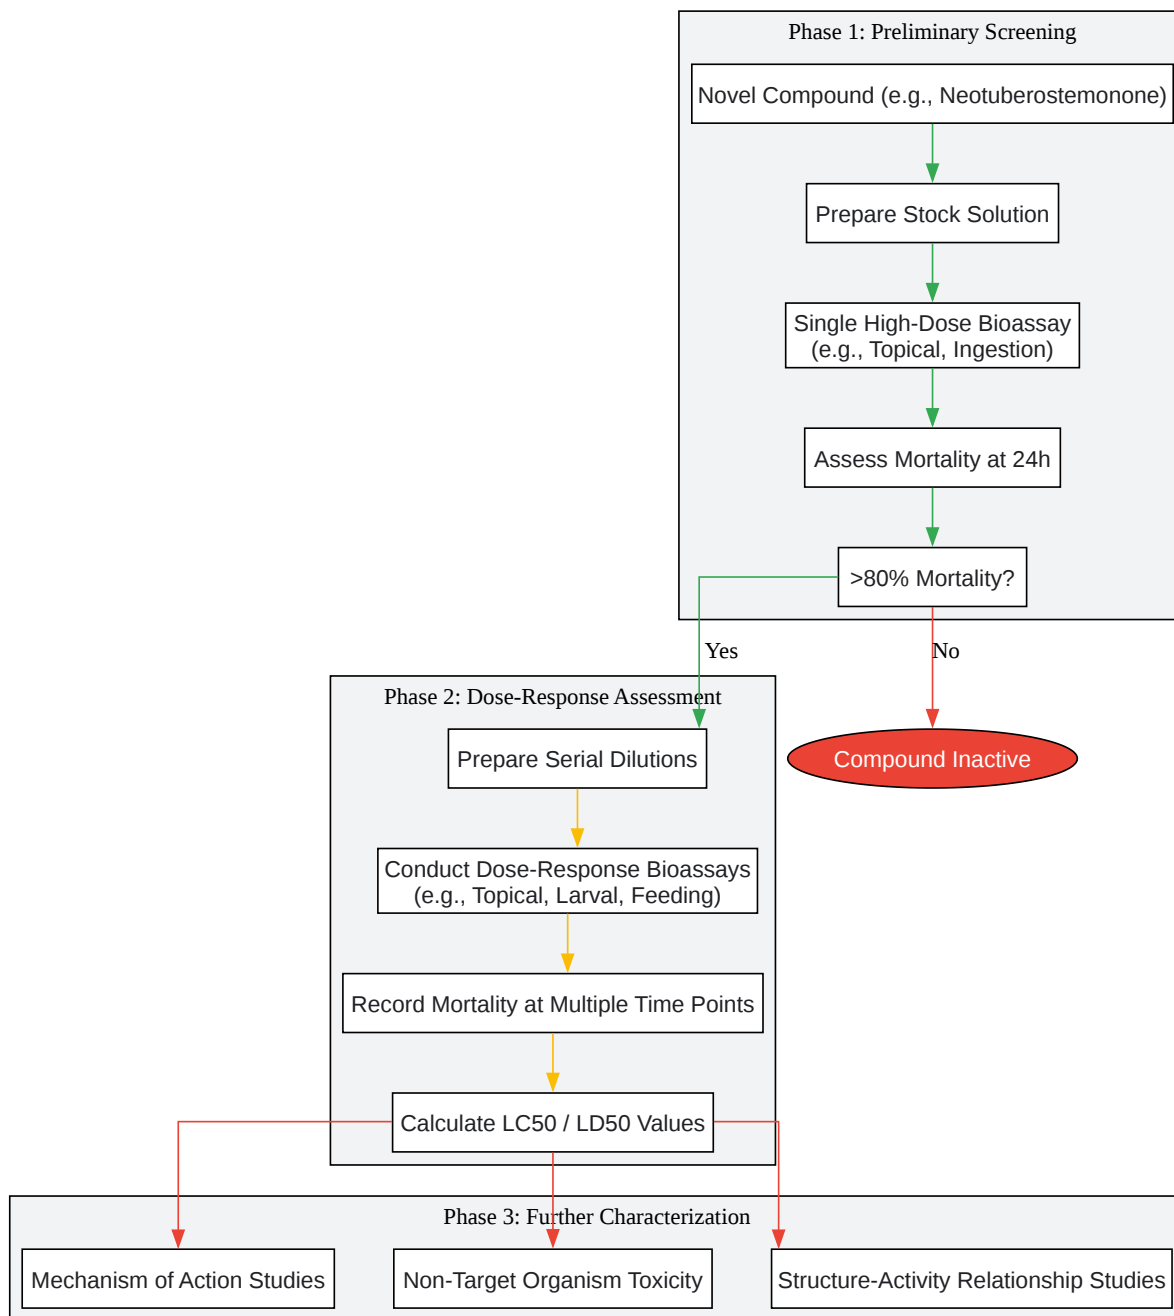 Phase 1: Preliminary Screening
Novel Compound (e.g., Neotuberostemonone)
Prepare Stock Solution
Single High-Dose Bioassay
(e.g., Topical, Ingestion)
Assess Mortality at 24h
>80% Mortality?
Yes
No
Phase 2: Dose-Response Assessment
Prepare Serial Dilutions
Compound Inactive
Conduct Dose-Response Bioassays
(e.g., Topical, Larval, Feeding)
Record Mortality at Multiple Time Points
Calculate LC50 / LD50 Values
Phase 3: Further Characterization
Mechanism of Action Studies
Non-Target Organism Toxicity
Structure-Activity Relationship Studies